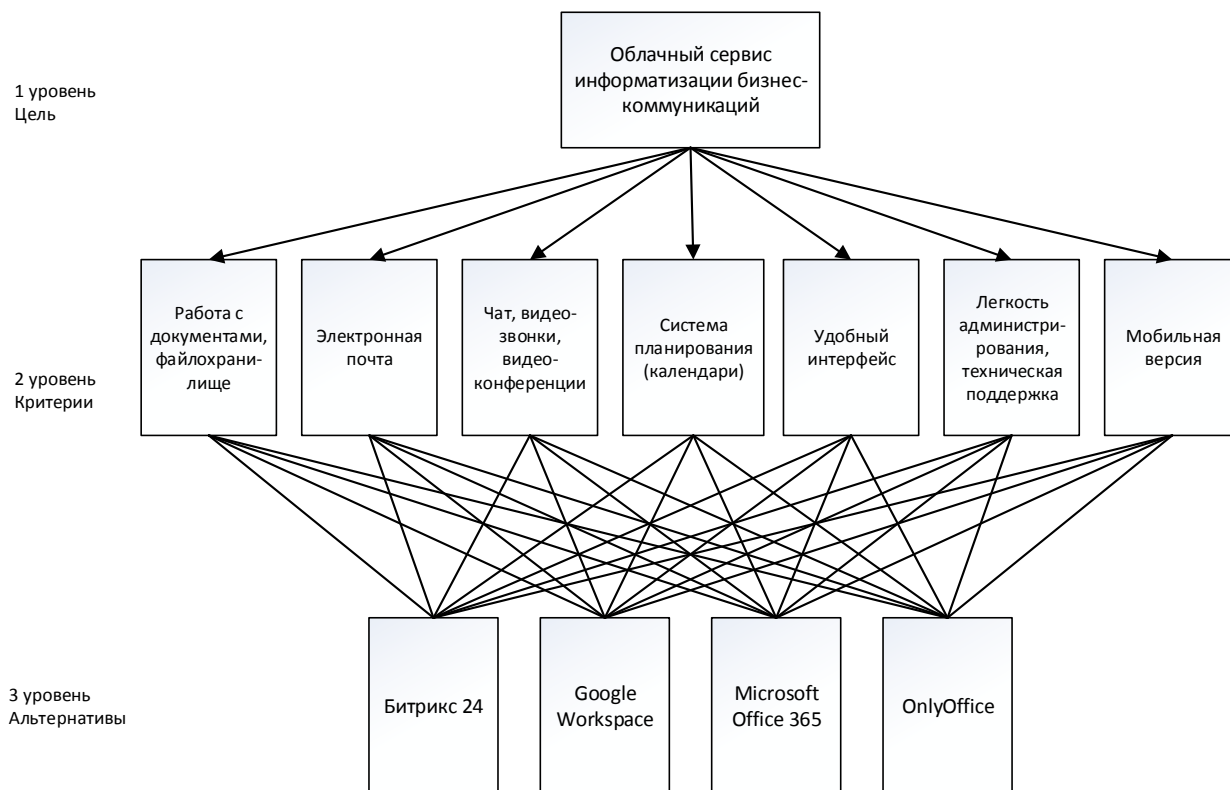 Облачный сервис
информатизации бизнес-
коммуникаций
1 уровень
Цель
Работа с
документами,
файлохрани-
лище
Электронная
почта
Чат, видео-
звонки,
видео-
конференции
Система
планирования
(календари)
Удобный
интерфейс
Легкость
администри-
рования,
техническая
поддержка
Мобильная
версия
2 уровень
Критерии
3 уровень
Альтернативы
Битрикс 24
Google
Workspace
Microsoft
Office 365
OnlyOffice